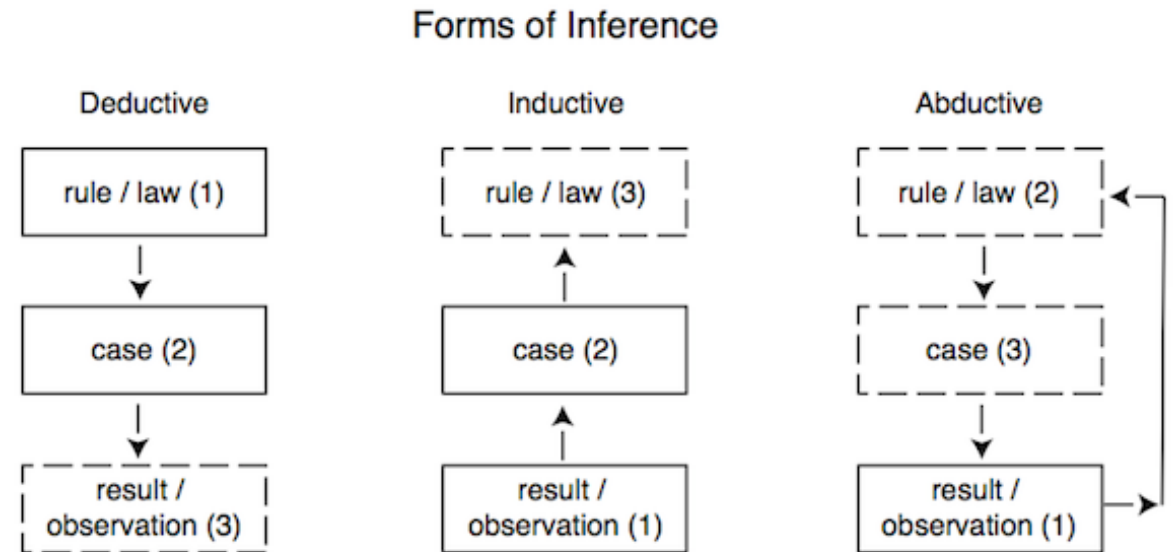 Forms of Inference
Deductive
rule / law (1)
case (2)
result /
observation (3)
Inductive
rule / law (3)
case (2)
result /
observation (1)
Abductive
rule / law (2)
case (3)
result /
observation (1)